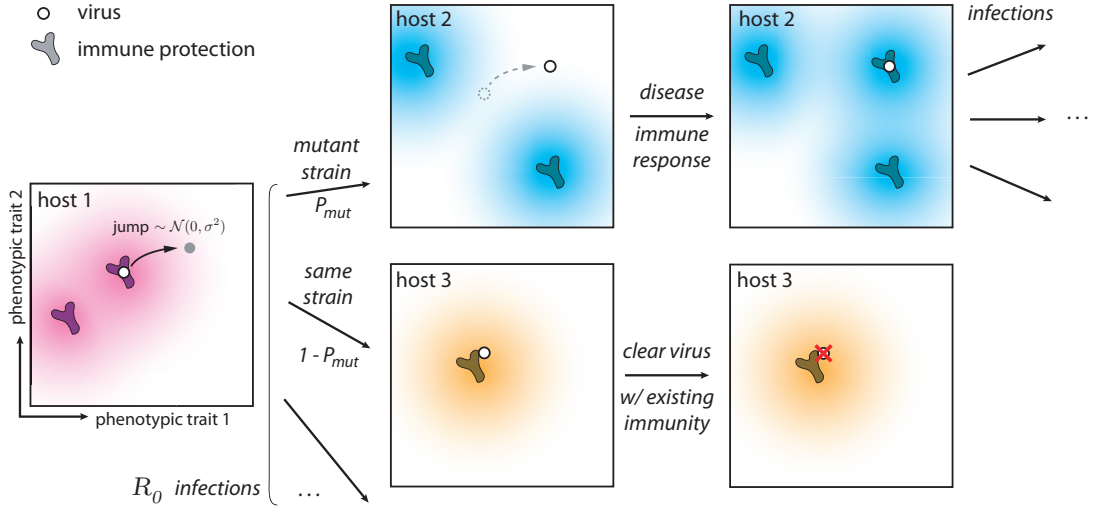 virus
immune protection
host 1
jump ∼ 𝒩(0, σ²)
phenotypic trait 2
phenotypic trait 1
R₀ infections
...
mutant
strain
P_mut
same
strain
1 - P_mut
host 2
disease
immune
response
host 2
infections
...
host 3
clear virus
w/ existing
immunity
host 3